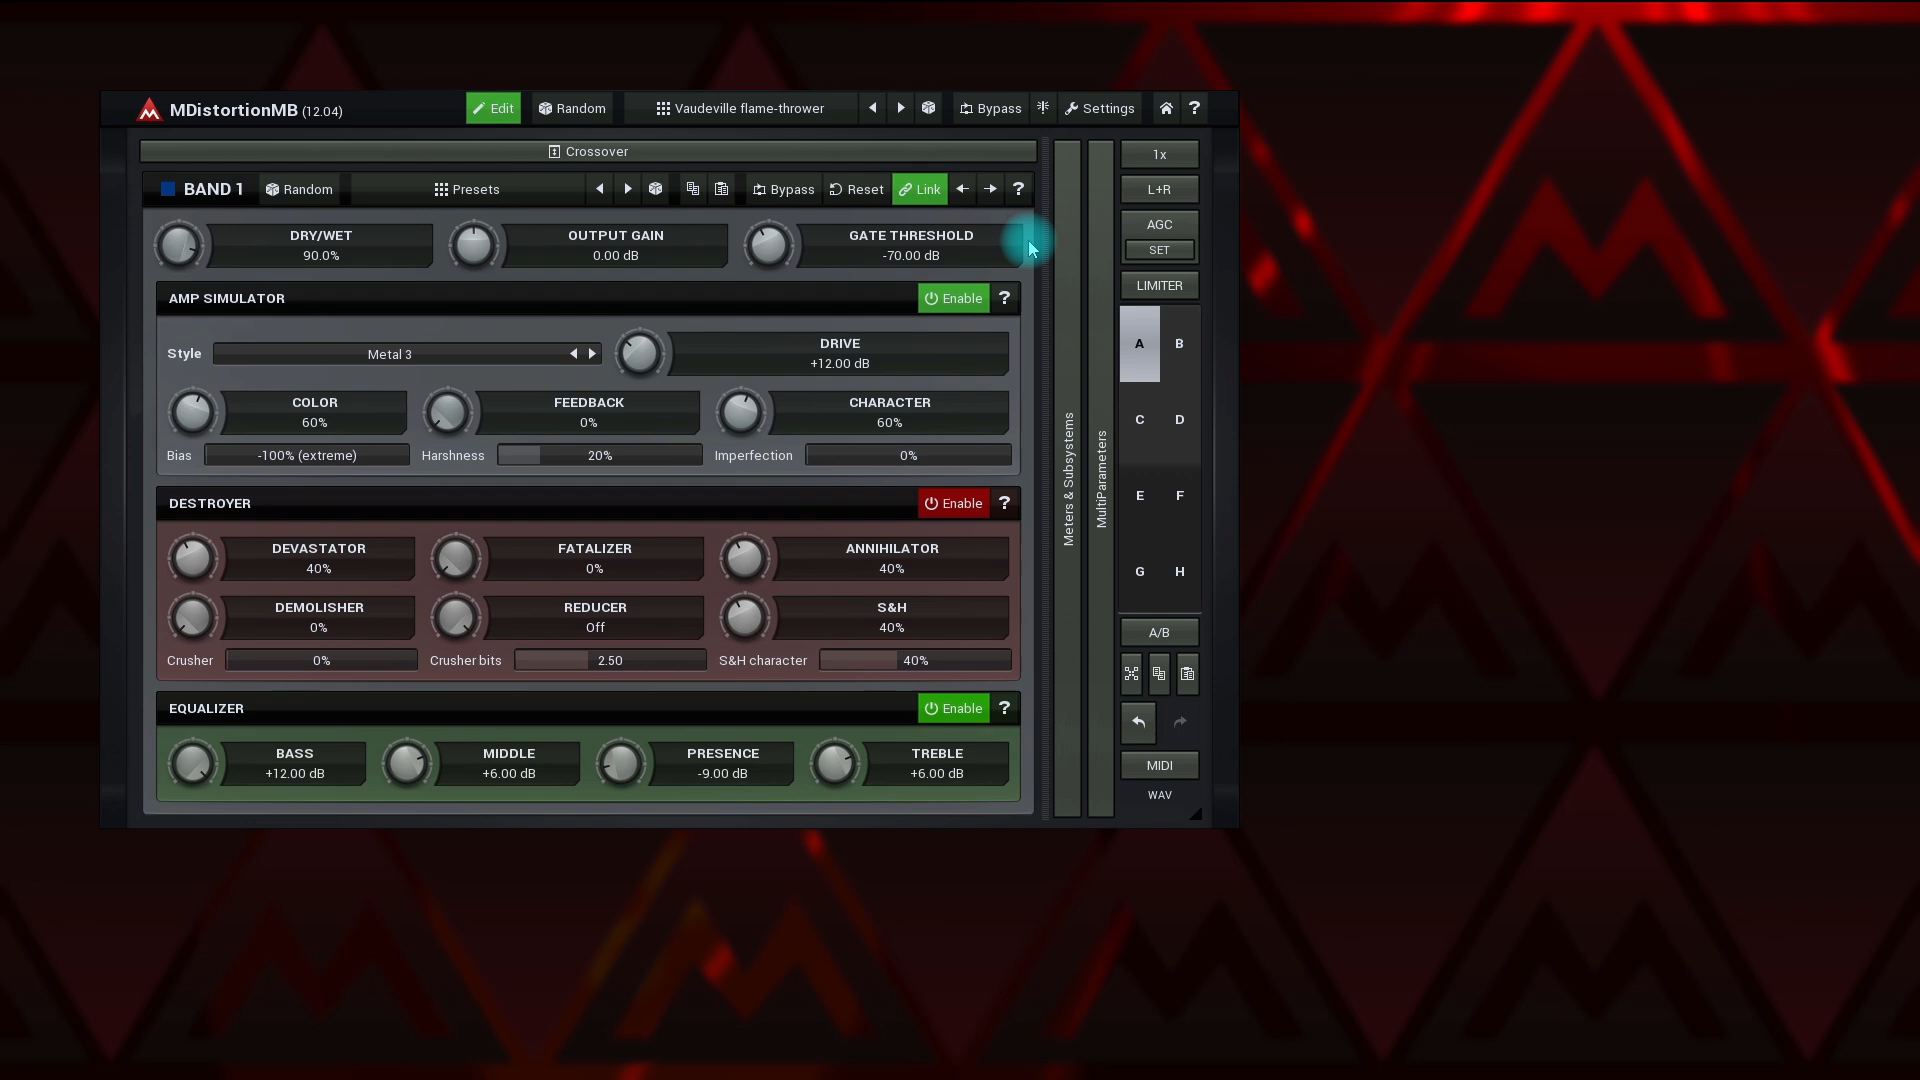 MDistortionMB (12.04) Edit Random Vaudeville flame-thrower Bypass Settings ?
Crossover
BAND 1 Random Presets Bypass Reset Link ?
DRY/WET OUTPUT GAIN GATE THRESHOLD
90.0% 0.00 dB -70.00 dB
AMP SIMULATOR Enable ?
Style Metal 3 DRIVE
+12.00 dB
COLOR FEEDBACK CHARACTER
60% 0% 60%
Bias -100% (extreme) Harshness 20% Imperfection 0%
DESTROYER Enable ?
DEVASTATOR FATALIZER ANNIHILATOR
40% 0% 40%
DEMOLISHER REDUCER S&H
0% Off 40%
Crusher 0% Crusher bits 2.50 S&H character 40%
EQUALIZER Enable ?
BASS MIDDLE PRESENCE TREBLE
+12.00 dB +6.00 dB -9.00 dB +6.00 dB
Meters & Subsystems
MultiParameters
1x
L+R
AGC
SET
LIMITER
A B
C D
E F
G H
A/B
MIDI
WAV